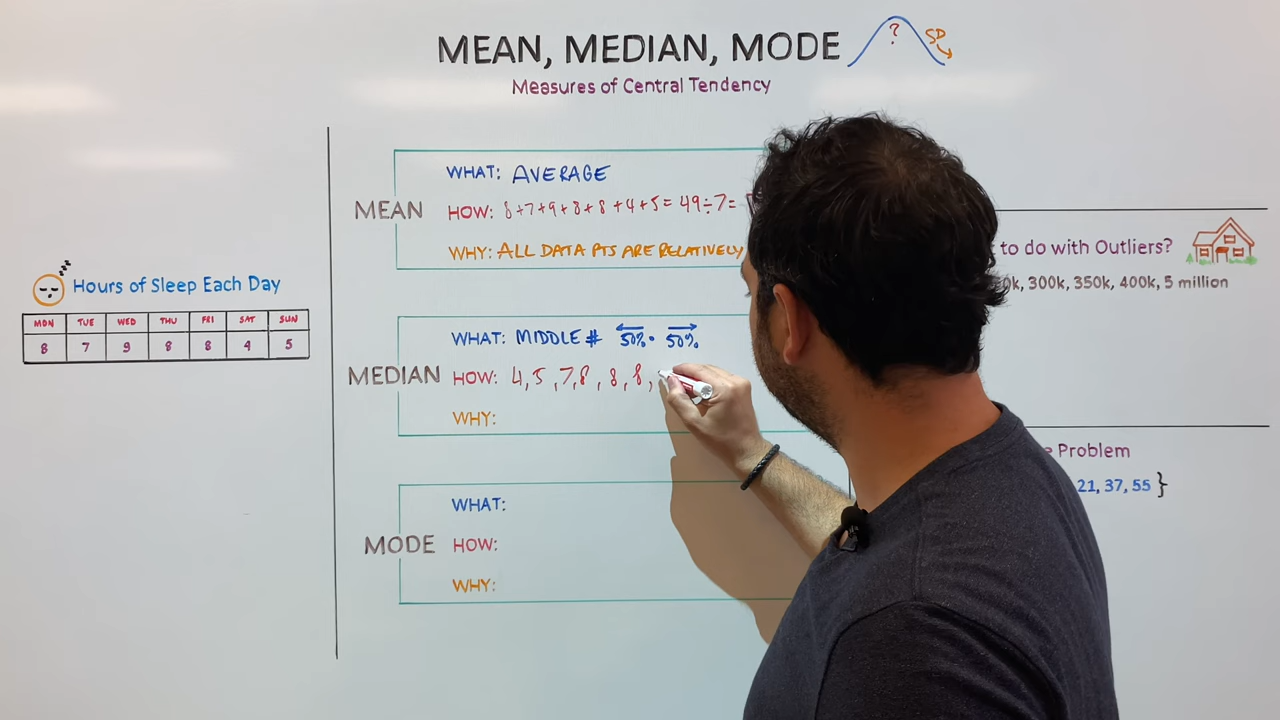 MEAN, MEDIAN, MODE
?
SD
Measures of Central Tendency
MEAN
WHAT: AVERAGE
HOW: 8+7+9+8+8+4+5=49÷7=
WHY: ALL DATA PTS ARE RELATIVELY
Hours of Sleep Each Day
MON TUE WED THU FRI SAT SUN
8 7 9 8 8 4 5
MEDIAN
WHAT: MIDDLE # 50% 50%
HOW: 4,5,7,8,8,8,
WHY:
MODE
WHAT:
HOW:
WHY:
to do with Outliers?
300k, 350k, 400k, 5 million
Problem
21, 37, 55 }